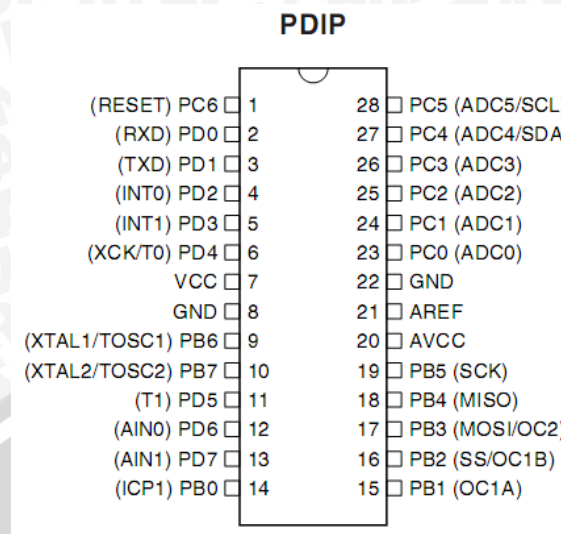 PDIP
(RESET) PC6 1 28 PC5 (ADC5/SCL
(RXD) PD0 2 27 PC4 (ADC4/SDA
(TXD) PD1 3 26 PC3 (ADC3)
(INT0) PD2 4 25 PC2 (ADC2)
(INT1) PD3 5 24 PC1 (ADC1)
(XCK/T0) PD4 6 23 PC0 (ADC0)
VCC 7 22 GND
GND 8 21 AREF
(XTAL1/TOSC1) PB6 9 20 AVCC
(XTAL2/TOSC2) PB7 10 19 PB5 (SCK)
(T1) PD5 11 18 PB4 (MISO)
(AIN0) PD6 12 17 PB3 (MOSI/OC2)
(AIN1) PD7 13 16 PB2 (SS/OC1B)
(ICP1) PB0 14 15 PB1 (OC1A)